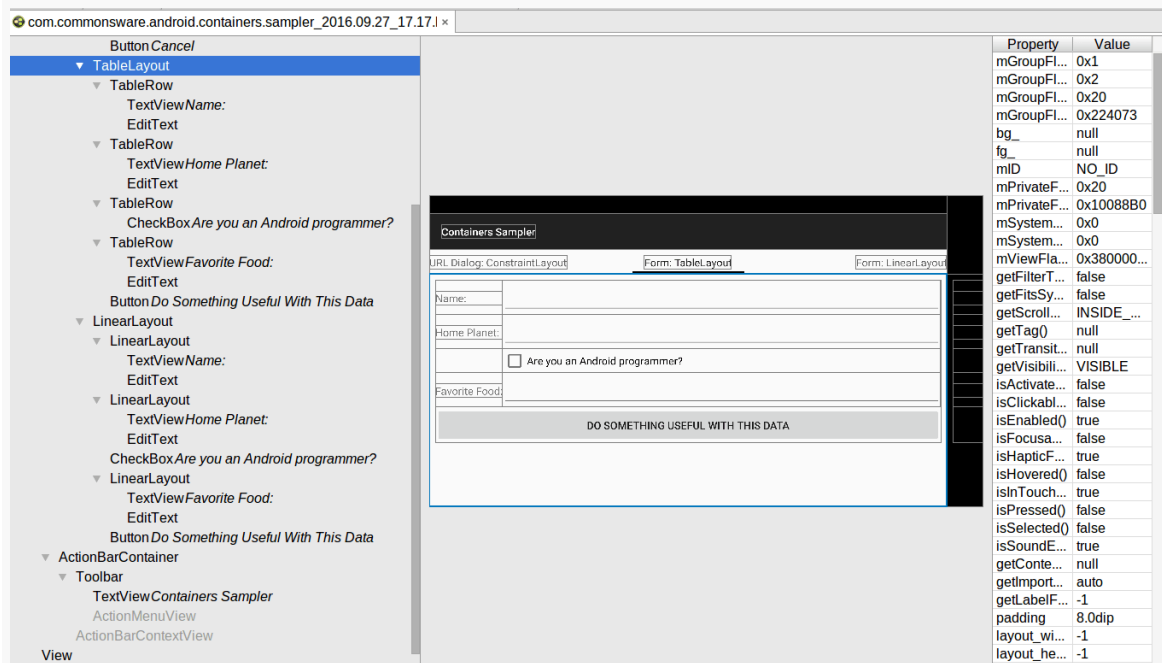 com.commonsware.android.containers.sampler_2016.09.27_17.17.l ×
Button Cancel
TableLayout
TableRow
TextView Name:
EditText
TableRow
TextView Home Planet:
EditText
TableRow
CheckBox Are you an Android programmer?
TableRow
TextView Favorite Food:
EditText
Button Do Something Useful With This Data
LinearLayout
LinearLayout
TextView Name:
EditText
LinearLayout
TextView Home Planet:
EditText
CheckBox Are you an Android programmer?
LinearLayout
TextView Favorite Food:
EditText
Button Do Something Useful With This Data
ActionBarContainer
Toolbar
TextView Containers Sampler
ActionMenuView
ActionBarContextView
View
Containers Sampler
URL Dialog: ConstraintLayout Form: TableLayout Form: LinearLayout
Name:
Home Planet:
Are you an Android programmer?
Favorite Food:
DO SOMETHING USEFUL WITH THIS DATA
Property Value
mGroupFl... 0x1
mGroupFl... 0x2
mGroupFl... 0x20
mGroupFl... 0x224073
bg_ null
fg_ null
mID NO_ID
mPrivateF... 0x20
mPrivateF... 0x10088B0
mSystem... 0x0
mSystem... 0x0
mViewFla... 0x380000...
getFilterT... false
getFitsSy... false
getScroll... INSIDE_...
getTag() null
getTransit... null
getVisibili... VISIBLE
isActivate... false
isClickabl... false
isEnabled() true
isFocusa... false
isHapticF... true
isHovered() false
isInTouch... true
isPressed() false
isSelected() false
isSoundE... true
getConte... null
getImport... auto
getLabelF... -1
padding 8.0dip
layout_wi... -1
layout_he... -1